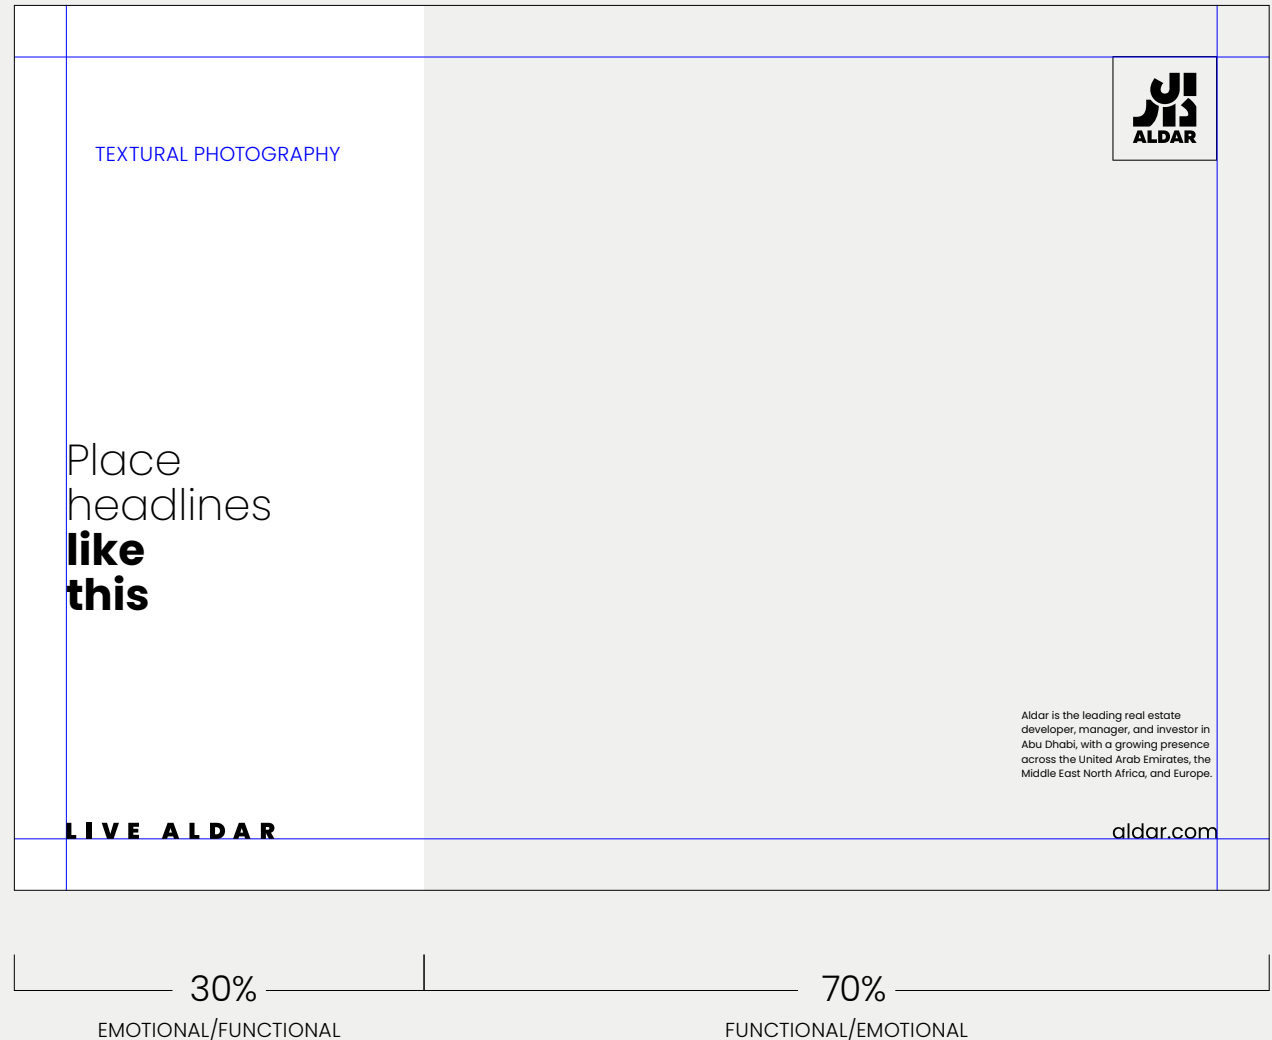 TEXTURAL PHOTOGRAPHY
الدار
ALDAR
Place
headlines
like
this
Aldar is the leading real estate
developer, manager, and investor in
Abu Dhabi, with a growing presence
across the United Arab Emirates, the
Middle East North Africa, and Europe.
LIVE ALDAR
aldar.com
30%
70%
EMOTIONAL/FUNCTIONAL
FUNCTIONAL/EMOTIONAL